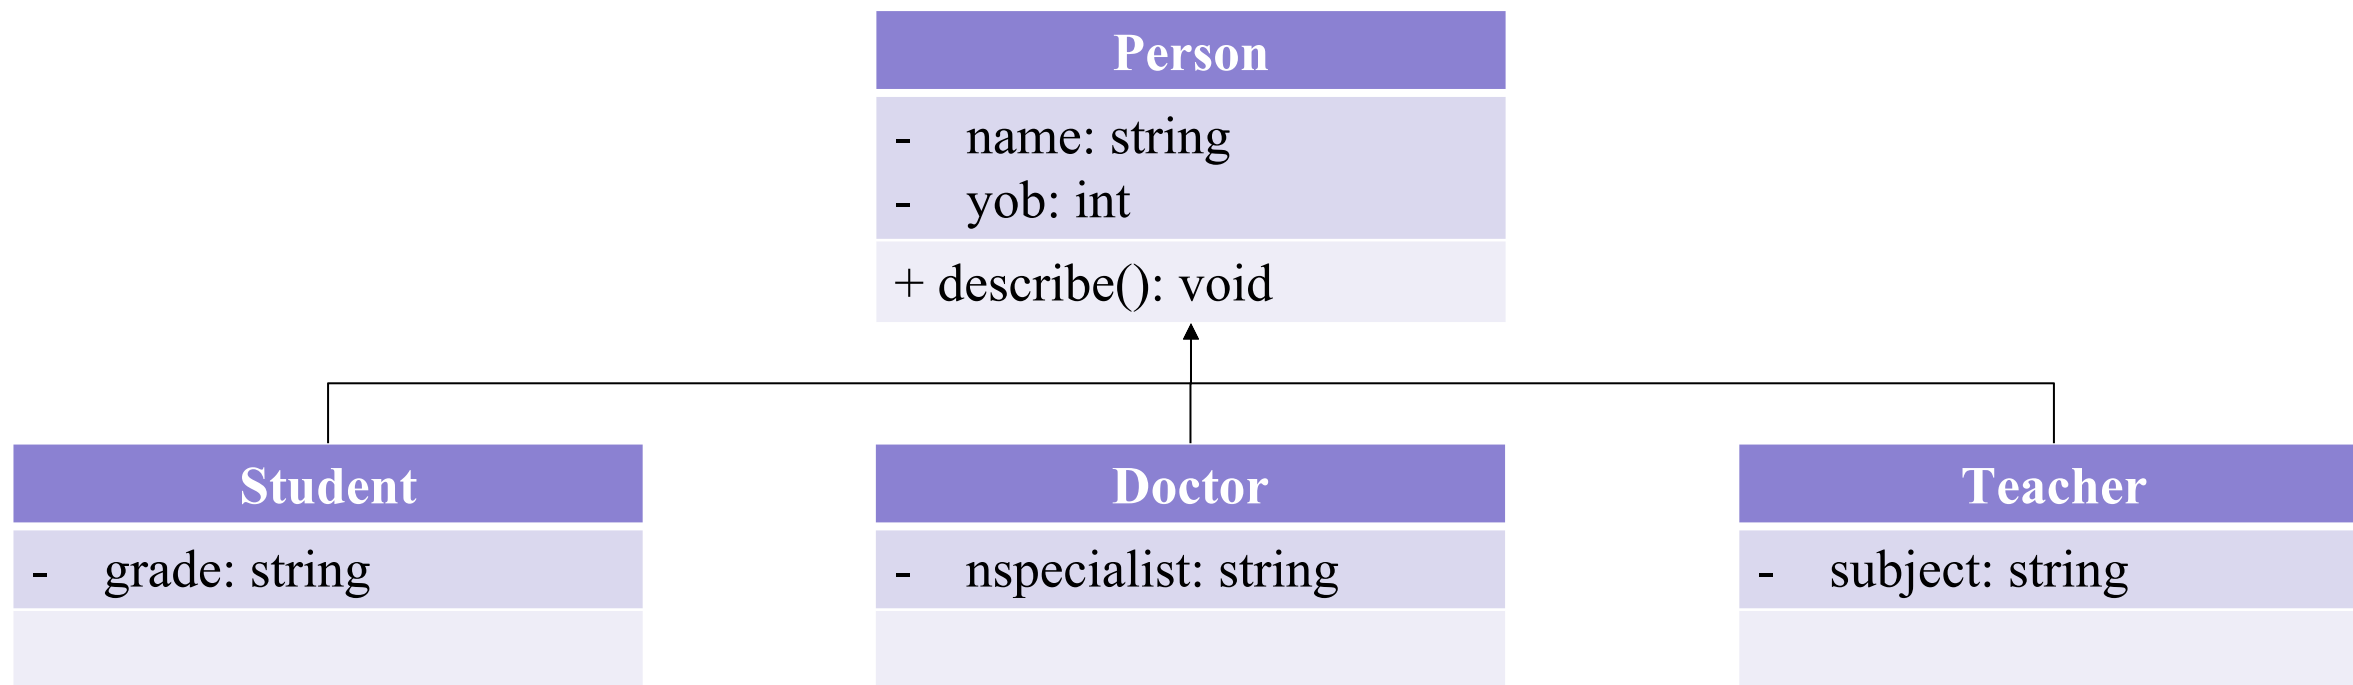 Person
- name: string
- yob: int
+ describe(): void
Student
- grade: string
Doctor
- nspecialist: string
Teacher
- subject: string